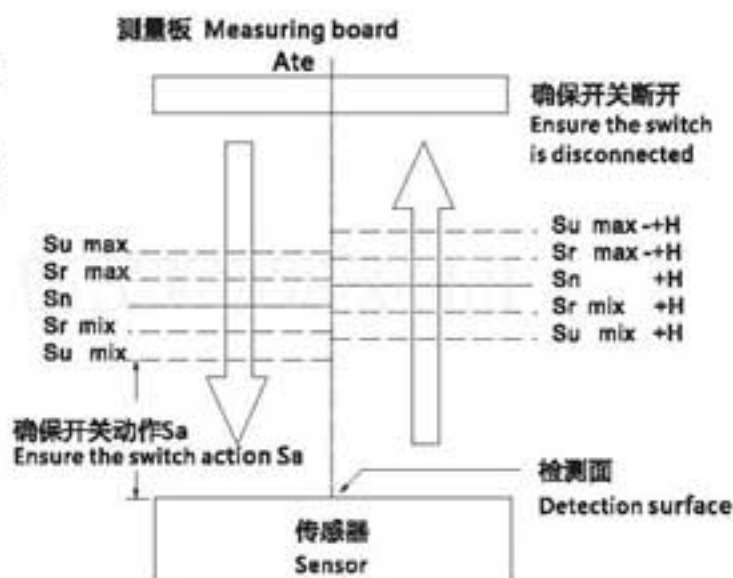 测量板 Measuring board
Ate
确保开关断开
Ensure the switch
is disconnected
Su max
Sr max
Sn
Sr mix
Su mix
Su max -+H
Sr max -+H
Sn +H
Sr mix +H
Su mix +H
确保开关动作Sa
Ensure the switch action Sa
检测面
Detection surface
传感器
Sensor